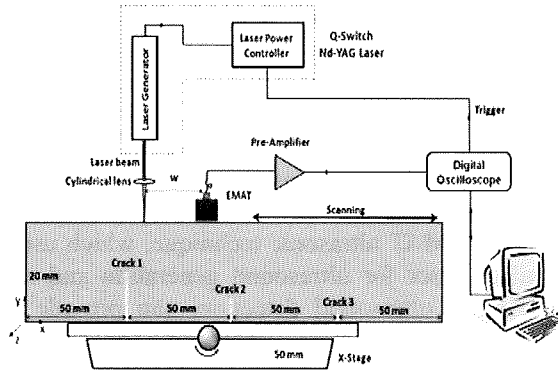 Laser Generator
Laser Power
Controller
Q-Switch
Nd-YAG Laser
Trigger
Pre-Amplifier
Laser beam
Cylindrical lens
W
EMAT
Digital
Oscilloscope
Scanning
Crack 1
20 mm
Crack 2
Crack 3
50 mm
50 mm
50 mm
50 mm
y
x
z
50 mm
X-Stage